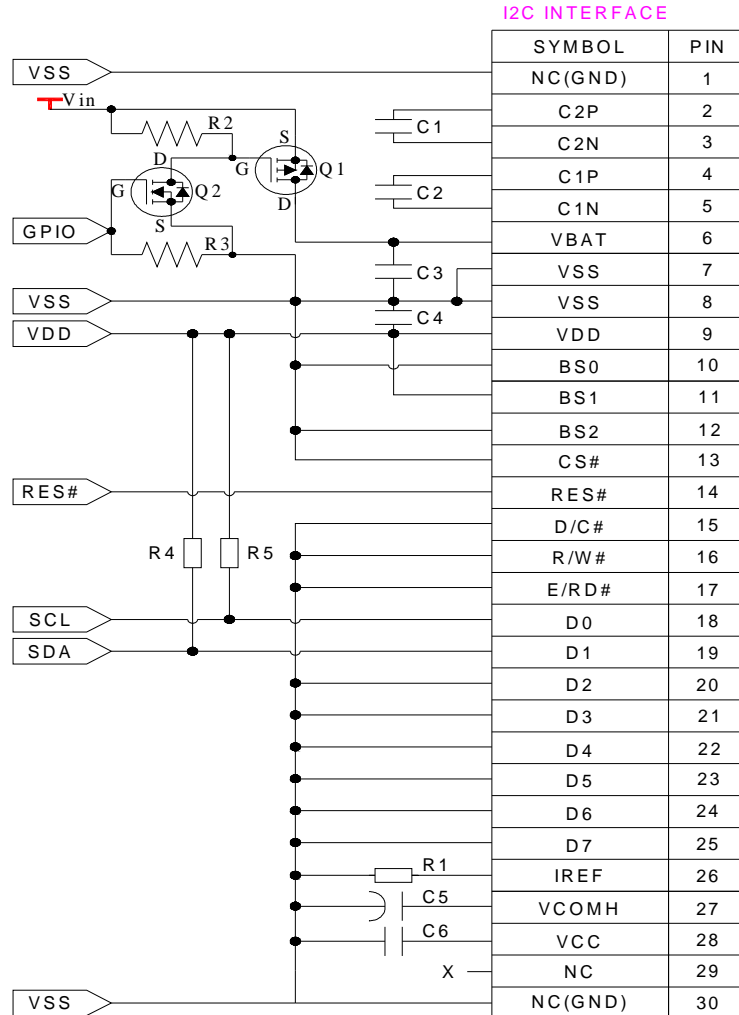 I2C INTERFACE
SYMBOL PIN
VSS NC(GND) 1
Vin
R2 C2P 2
S C1
D C2N 3
G Q1
C1P 4
G Q2 C2
D C1N 5
S
GPIO R3 VBAT 6
C3 VSS 7
VSS VSS 8
C4
VDD VDD 9
BS0 10
BS1 11
BS2 12
CS# 13
RES# RES# 14
D/C# 15
R4 R5 R/W# 16
E/RD# 17
SCL D0 18
SDA D1 19
D2 20
D3 21
D4 22
D5 23
D6 24
D7 25
R1 IREF 26
C5 VCOMH 27
C6 VCC 28
X NC 29
VSS NC(GND) 30